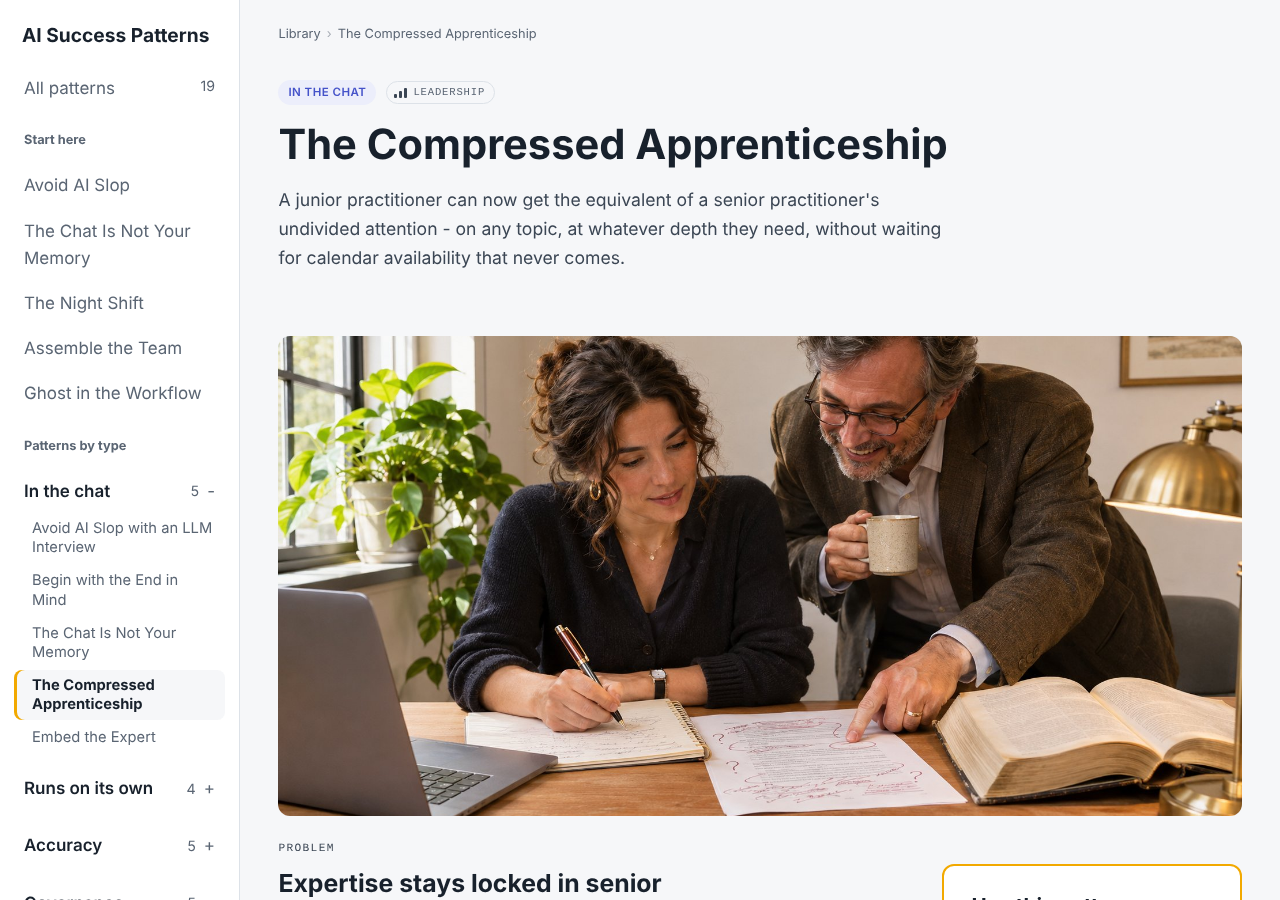 AI Success Patterns
All patterns 19
Start here
Avoid AI Slop
The Chat Is Not Your
Memory
The Night Shift
Assemble the Team
Ghost in the Workflow
Patterns by type
In the chat 5 -
Avoid AI Slop with an LLM
Interview
Begin with the End in
Mind
The Chat Is Not Your
Memory
The Compressed
Apprenticeship
Embed the Expert
Runs on its own 4 +
Accuracy 5 +
Library › The Compressed Apprenticeship
IN THE CHAT LEADERSHIP
The Compressed Apprenticeship
A junior practitioner can now get the equivalent of a senior practitioner's
undivided attention - on any topic, at whatever depth they need, without waiting
for calendar availability that never comes.
PROBLEM
Expertise stays locked in senior